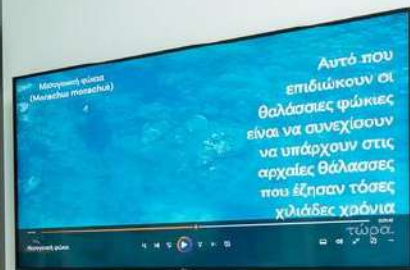 Μεσογειακή φώκια
(Monachus monachus)
Αυτό που
επιδιώκουν οι
θαλάσσιες φώκιες
είναι να συνεχίσουν
να υπάρχουν στις
αρχαίες θάλασσες
που έζησαν τόσες
χιλιάδες χρόνια
τώρα.
Μεσογειακή φώκια